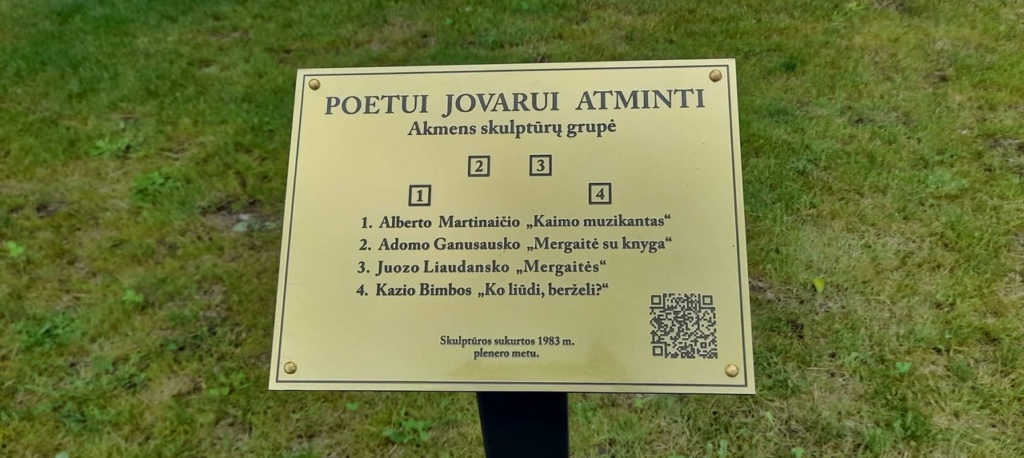 POETUI JOVARUI ATMINTI
Akmens skulptūrų grupė
2 3
1 4
1. Alberto Martinaičio „Kaimo muzikantas“
2. Adomo Ganusausko „Mergaitė su knyga“
3. Juozo Liaudansko „Mergaitės“
4. Kazio Bimbos „Ko liūdi, berželi?“
Skulptūros sukurtos 1983 m.
plenero metu.